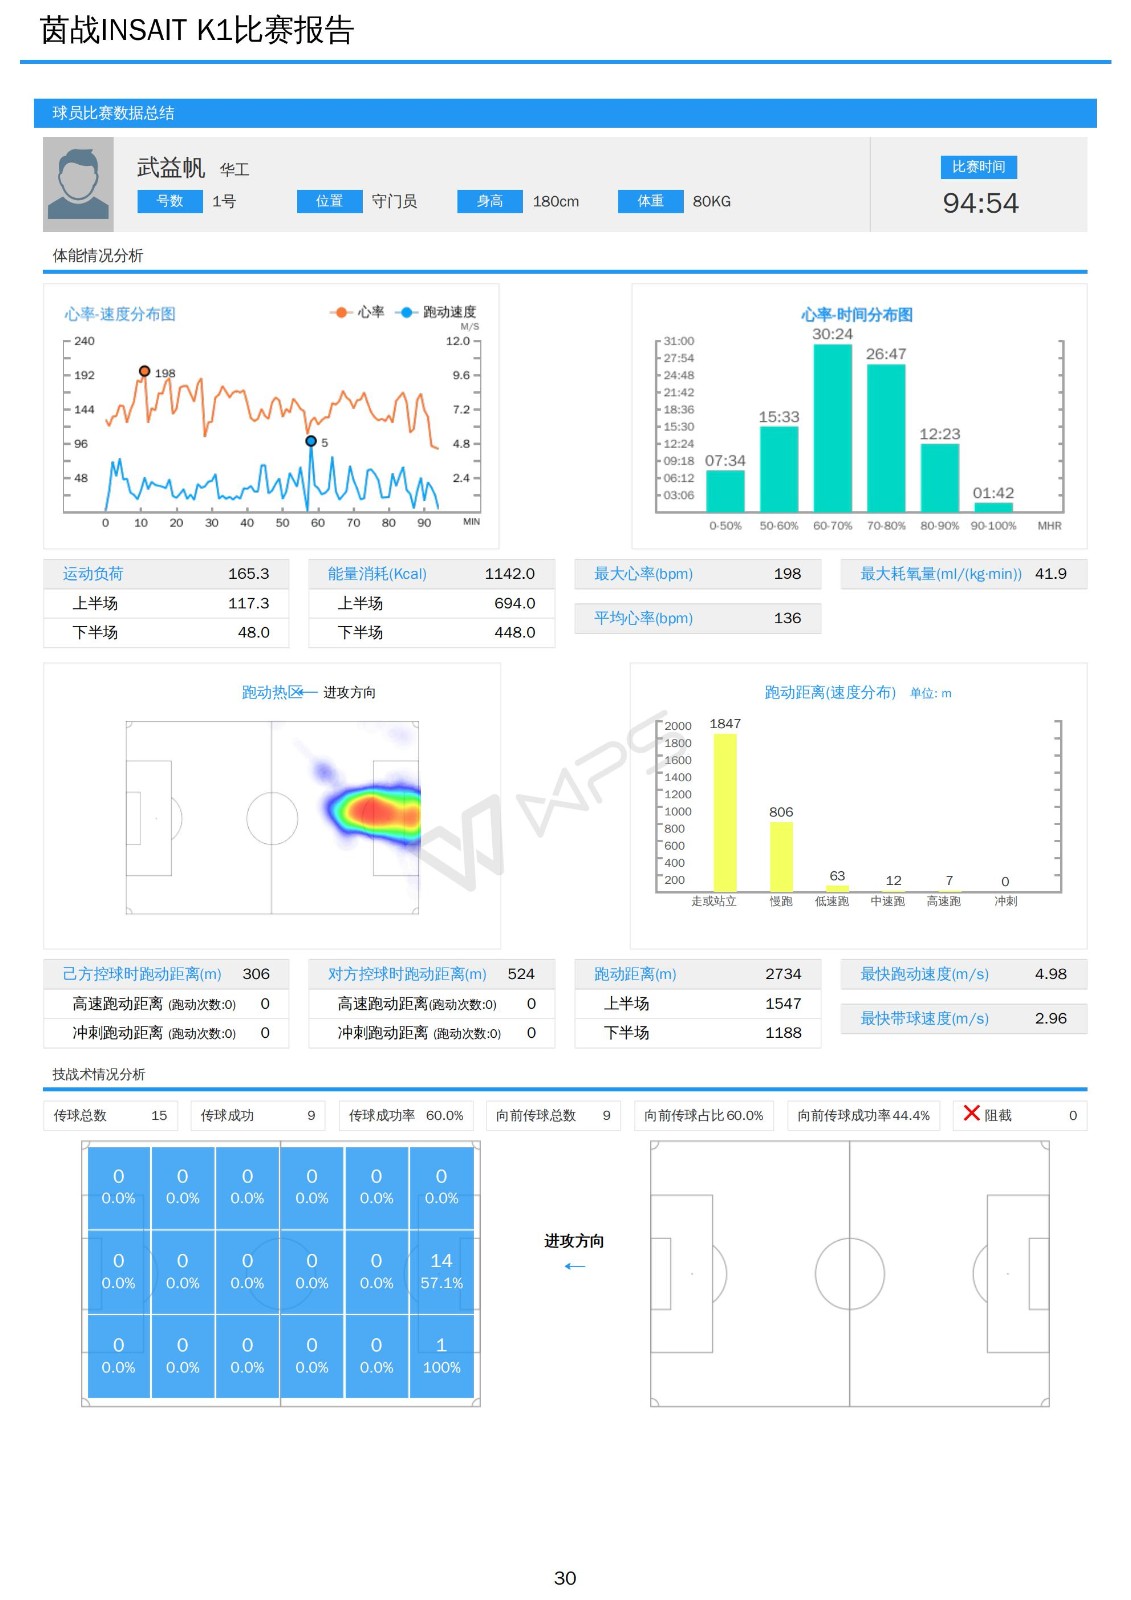 茵战INSAIT K1比赛报告
球员比赛数据总结
武益帆 华工
号数 1号 位置 守门员 身高 180cm 体重 80KG
比赛时间
94:54
体能情况分析
心率-速度分布图 心率 跑动速度
M/S
240 12.0
192 198 9.6
144 7.2
96 5 4.8
48 2.4
0 10 20 30 40 50 60 70 80 90 MIN
心率-时间分布图
31:00 30:24
27:54 26:47
24:48
21:42
18:36 15:33
15:30
12:24 12:23
09:18 07:34
06:12
03:06 01:42
0-50% 50-60% 60-70% 70-80% 80-90% 90-100% MHR
运动负荷 165.3
上半场 117.3
下半场 48.0
能量消耗(Kcal) 1142.0
上半场 694.0
下半场 448.0
最大心率(bpm) 198
平均心率(bpm) 136
最大耗氧量(ml/(kg·min)) 41.9
跑动热区← 进攻方向
跑动距离(速度分布) 单位: m
2000 1847
1800
1600
1400
1200
1000 806
800
600
400
200 63 12 7 0
走或站立 慢跑 低速跑 中速跑 高速跑 冲刺
WPS
己方控球时跑动距离(m) 306
高速跑动距离 (跑动次数:0) 0
冲刺跑动距离 (跑动次数:0) 0
对方控球时跑动距离(m) 524
高速跑动距离(跑动次数:0) 0
冲刺跑动距离 (跑动次数:0) 0
跑动距离(m) 2734
上半场 1547
下半场 1188
最快跑动速度(m/s) 4.98
最快带球速度(m/s) 2.96
技战术情况分析
传球总数 15 传球成功 9 传球成功率 60.0% 向前传球总数 9 向前传球占比 60.0% 向前传球成功率 44.4% 阻截 0
0 0 0 0 0 0
0.0% 0.0% 0.0% 0.0% 0.0% 0.0%
0 0 0 0 0 14
0.0% 0.0% 0.0% 0.0% 0.0% 57.1%
0 0 0 0 0 1
0.0% 0.0% 0.0% 0.0% 0.0% 100%
进攻方向
←
30